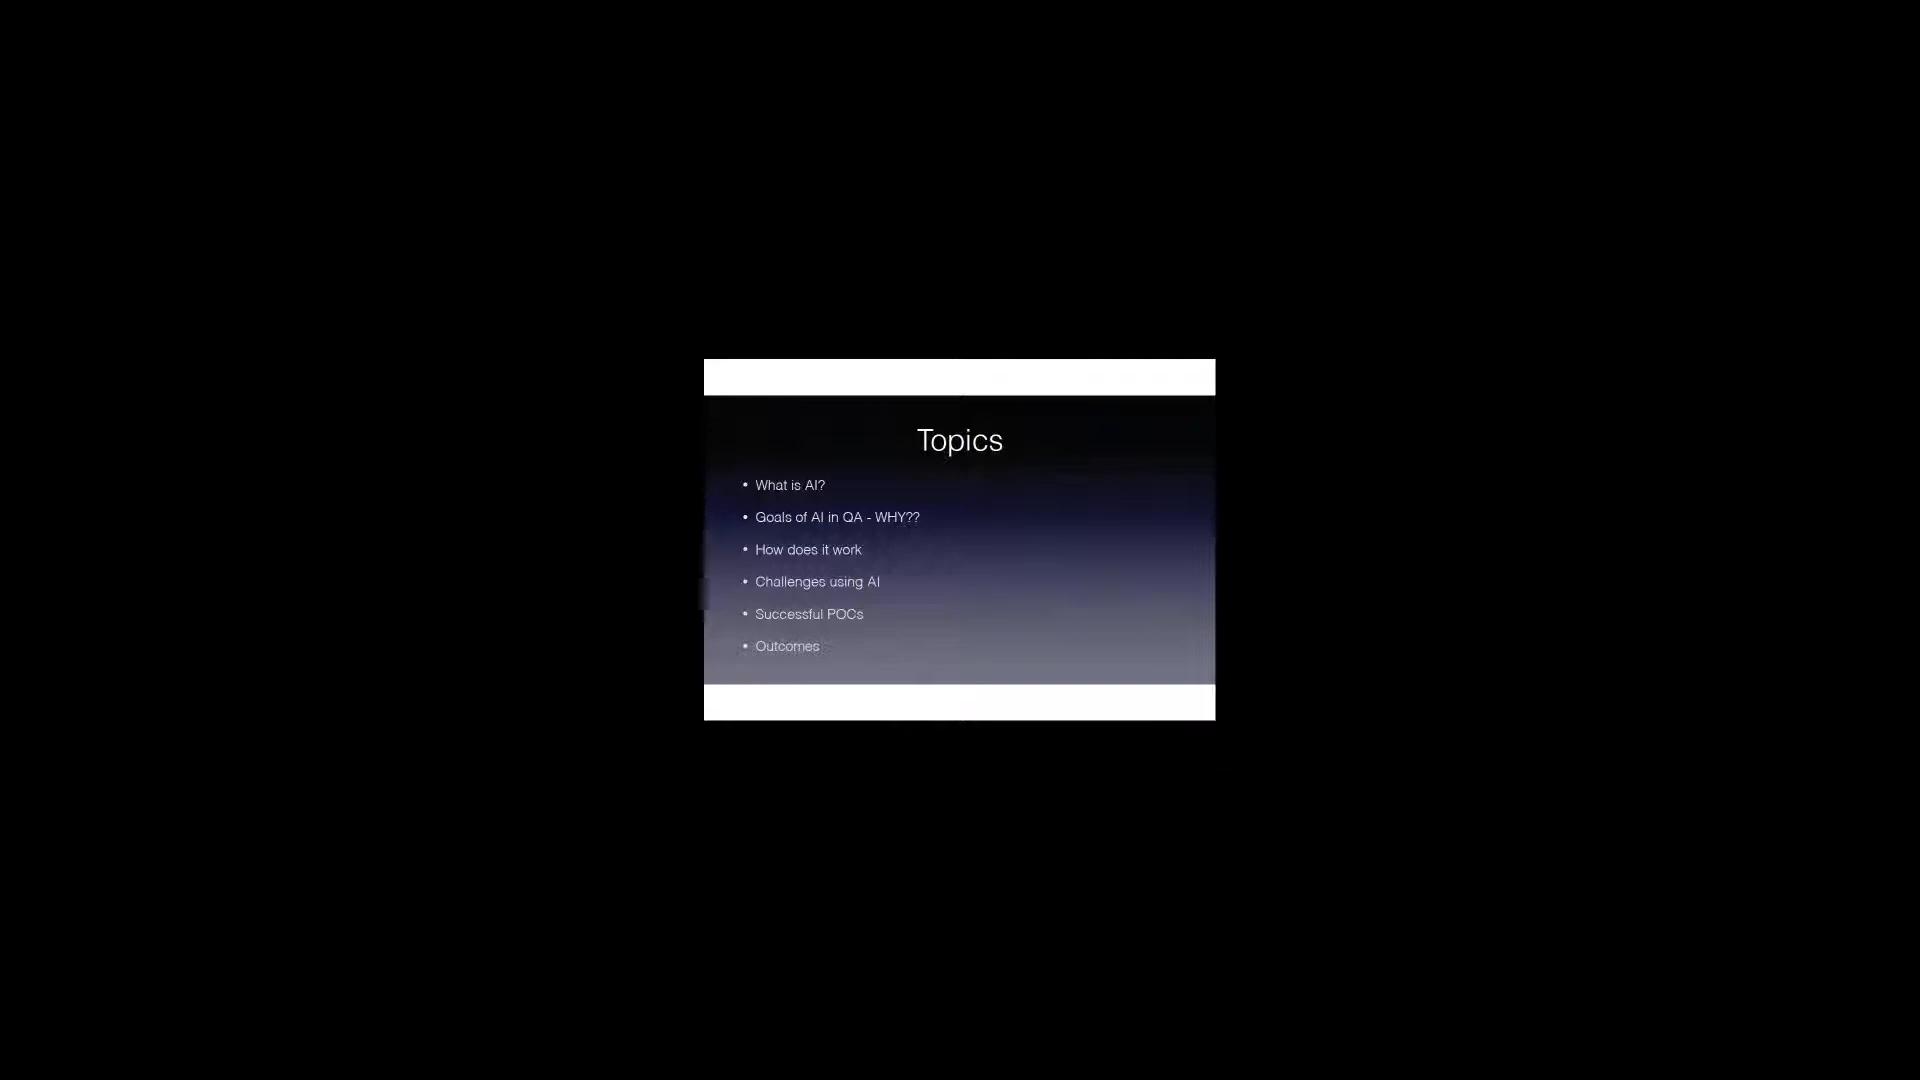 Topics
• What is AI?
• Goals of AI in QA - WHY??
• How does it work
• Challenges using AI
• Successful POCs
• Outcomes